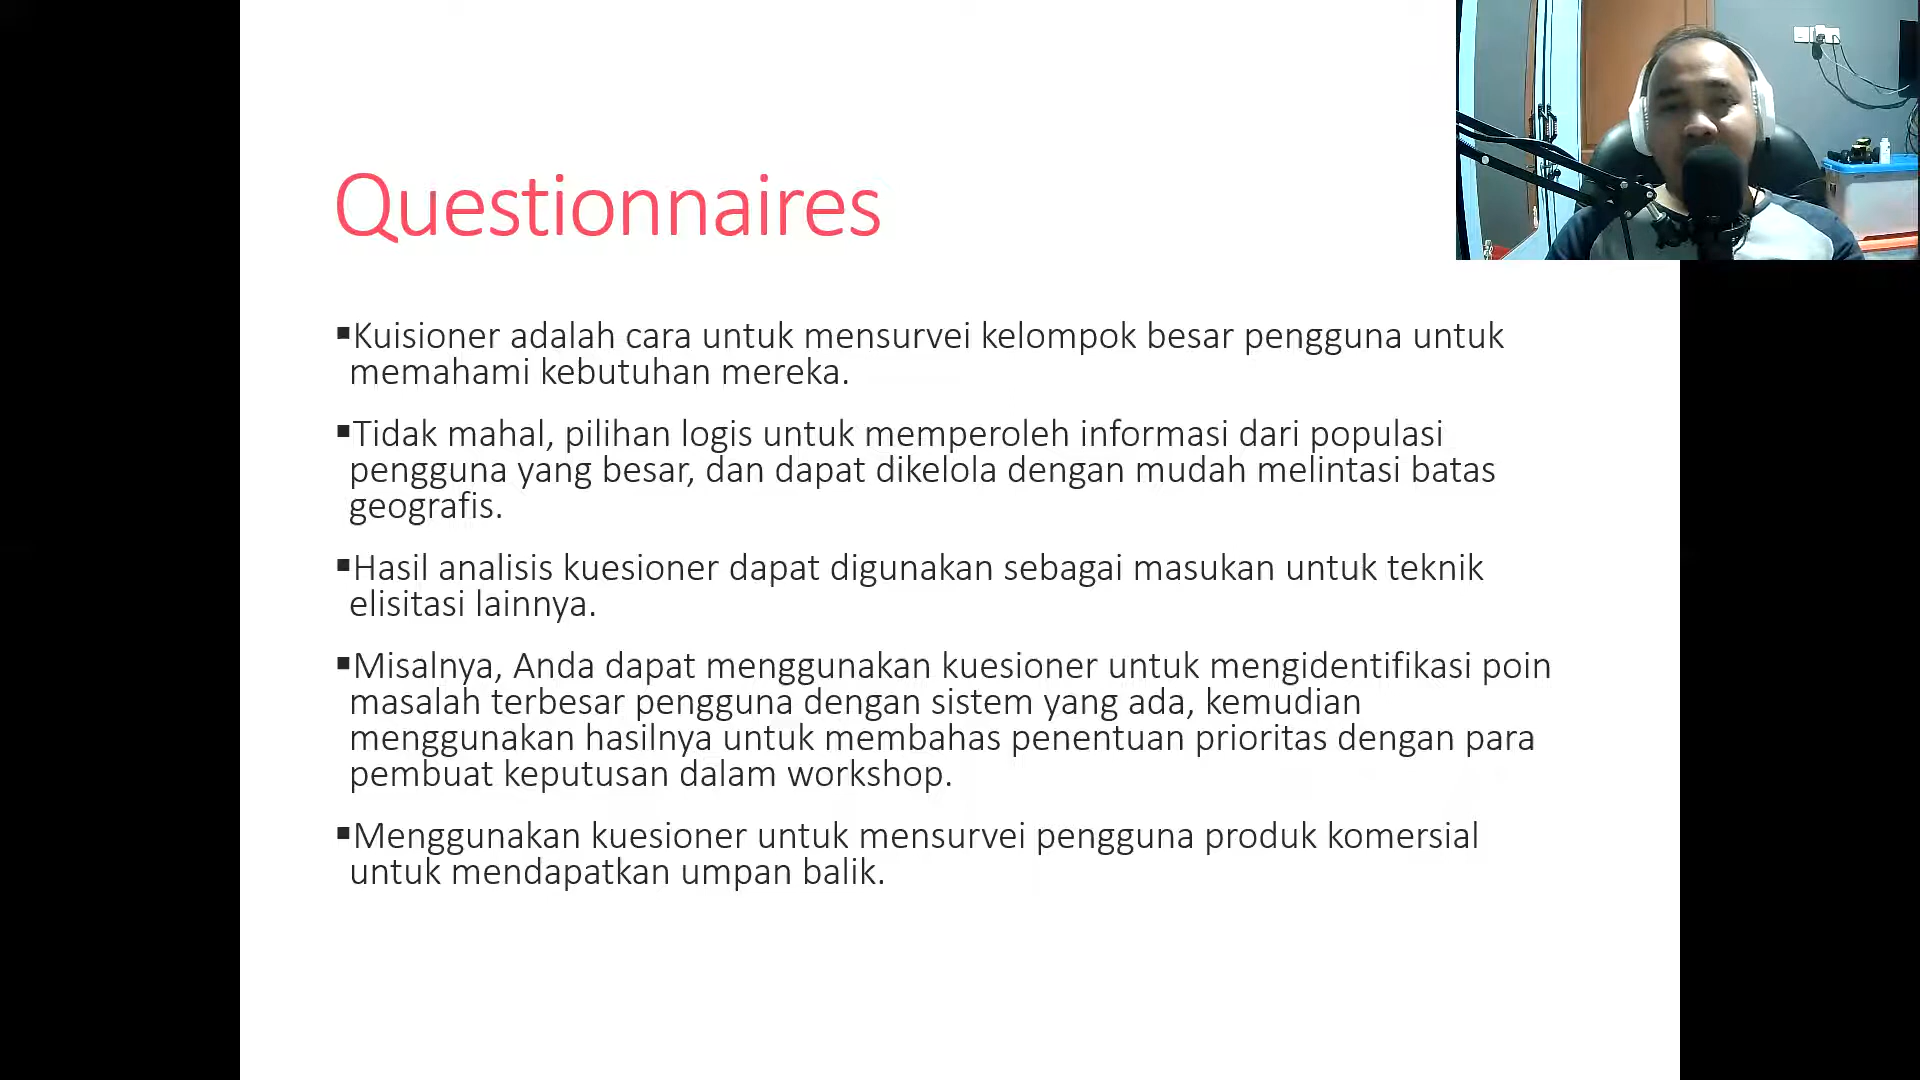 Questionnaires
▪Kuisioner adalah cara untuk mensurvei kelompok besar pengguna untuk
memahami kebutuhan mereka.
▪Tidak mahal, pilihan logis untuk memperoleh informasi dari populasi
pengguna yang besar, dan dapat dikelola dengan mudah melintasi batas
geografis.
▪Hasil analisis kuesioner dapat digunakan sebagai masukan untuk teknik
elisitasi lainnya.
▪Misalnya, Anda dapat menggunakan kuesioner untuk mengidentifikasi poin
masalah terbesar pengguna dengan sistem yang ada, kemudian
menggunakan hasilnya untuk membahas penentuan prioritas dengan para
pembuat keputusan dalam workshop.
▪Menggunakan kuesioner untuk mensurvei pengguna produk komersial
untuk mendapatkan umpan balik.